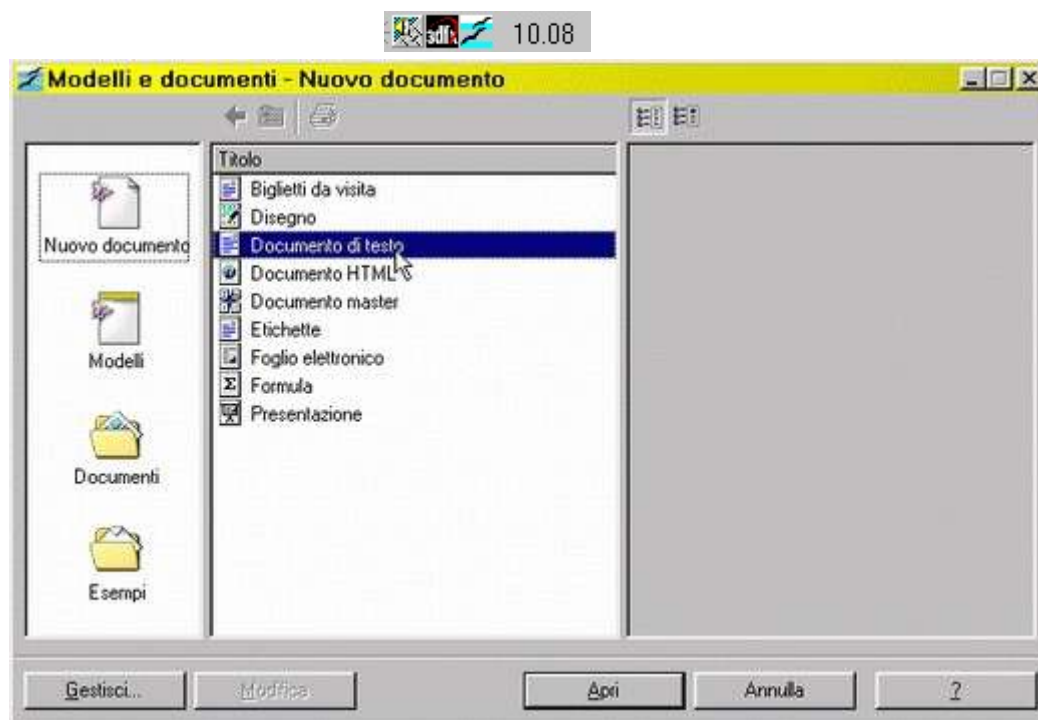 3dfx 10.08
Modelli e documenti - Nuovo documento
Titolo
Nuovo documento
Modelli
Documenti
Esempi
Biglietti da visita
Disegno
Documento di testo
Documento HTML
Documento master
Etichette
Foglio elettronico
Formula
Presentazione
Gestisci... Modifica Apri Annulla ?